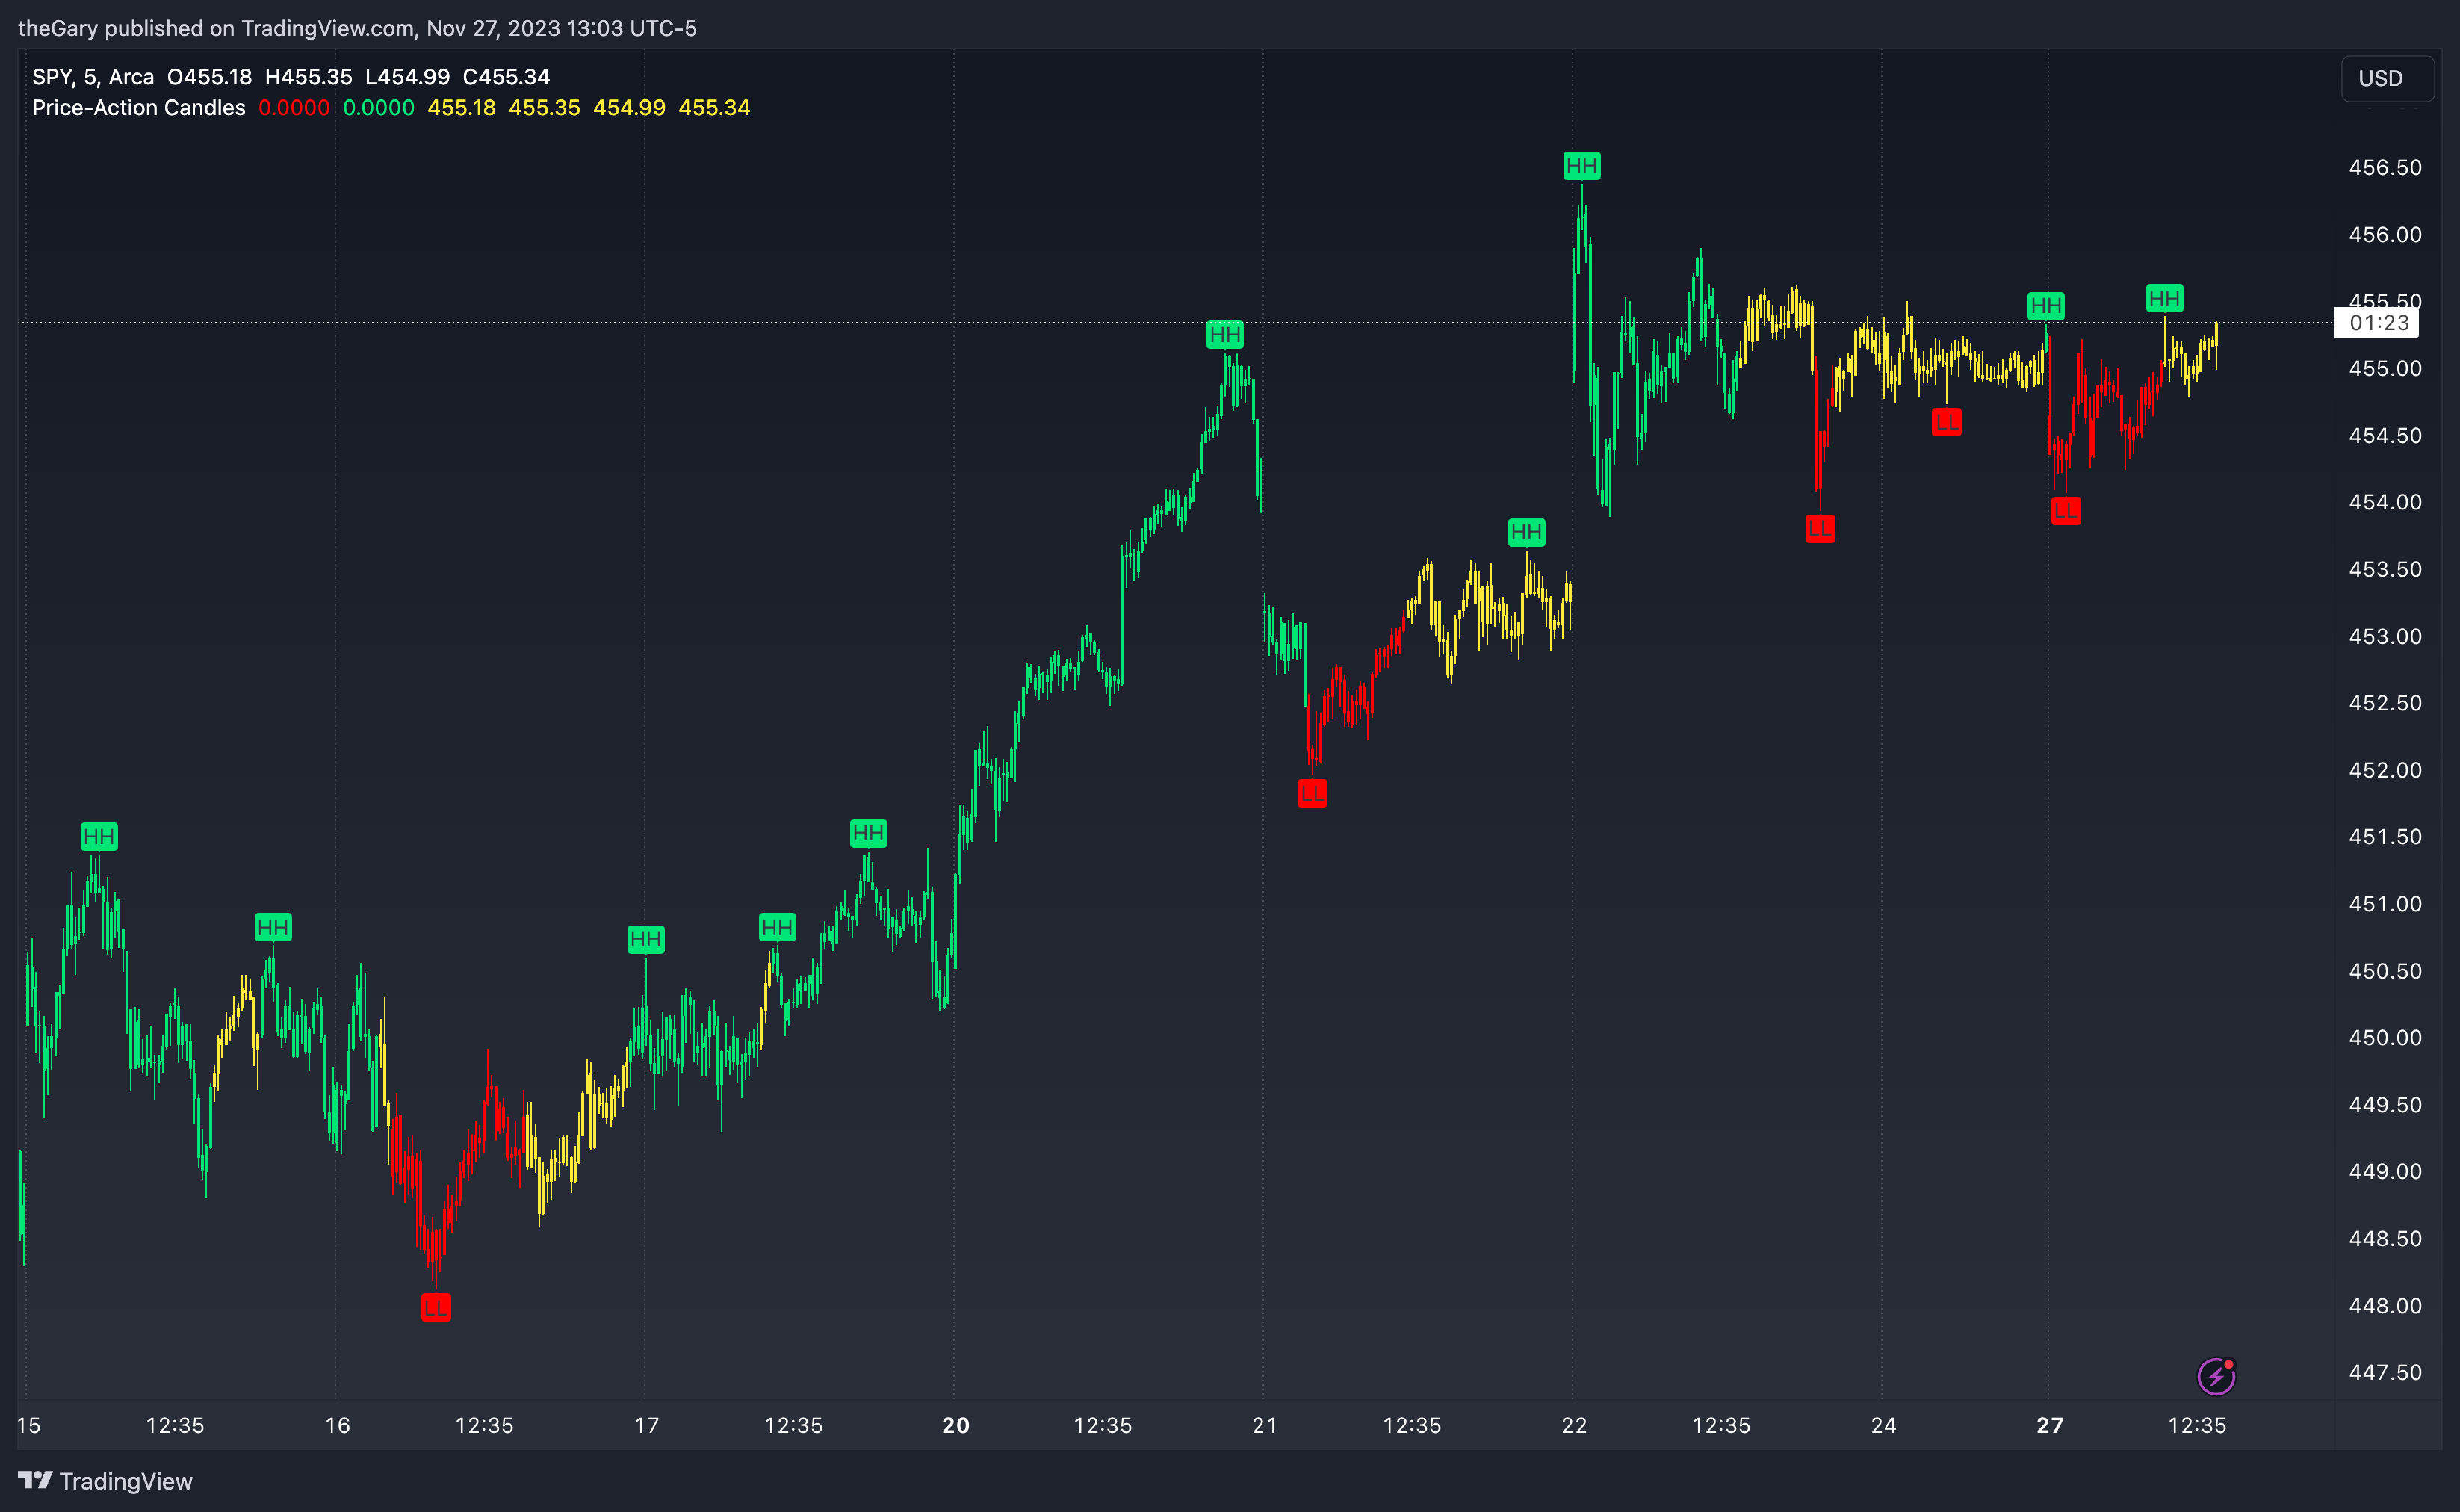 theGary published on TradingView.com, Nov 27, 2023 13:03 UTC-5
SPY, 5, Arca O455.18 H455.35 L454.99 C455.34
Price-Action Candles 0.0000 0.0000 455.18 455.35 454.99 455.34
USD
HH
456.50
456.00
HH
HH
455.50
HH
01:23
455.00
LL
454.50
LL
454.00
HH
LL
453.50
453.00
452.50
452.00
LL
HH
HH
451.50
HH
HH
HH
451.00
450.50
450.00
449.50
449.00
448.50
LL
448.00
447.50
15 12:35 16 12:35 17 12:35 20 12:35 21 12:35 22 12:35 24 27 12:35
TradingView